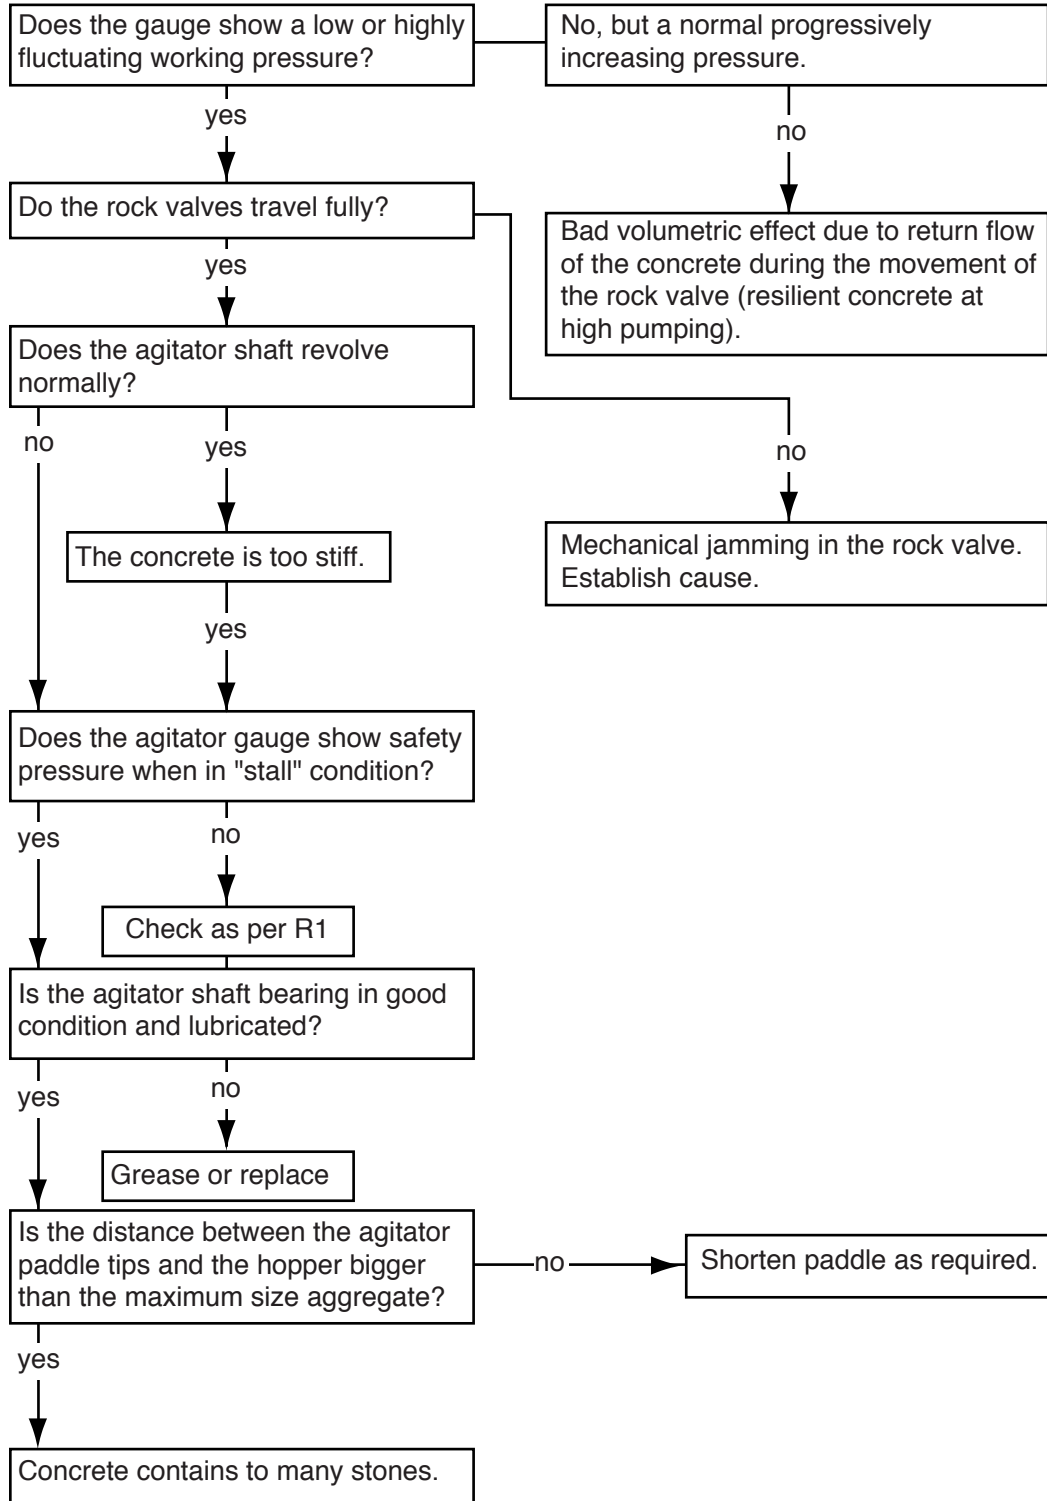 Does the gauge show a low or highly
fluctuating working pressure?
No, but a normal progressively
increasing pressure.
yes
no
Do the rock valves travel fully?
Bad volumetric effect due to return flow
of the concrete during the movement of
the rock valve (resilient concrete at
high pumping).
yes
Does the agitator shaft revolve
normally?
no
yes
no
The concrete is too stiff.
Mechanical jamming in the rock valve.
Establish cause.
yes
Does the agitator gauge show safety
pressure when in "stall" condition?
yes
no
Check as per R1
Is the agitator shaft bearing in good
condition and lubricated?
yes
no
Grease or replace
Is the distance between the agitator
paddle tips and the hopper bigger
than the maximum size aggregate?
no
Shorten paddle as required.
yes
Concrete contains to many stones.